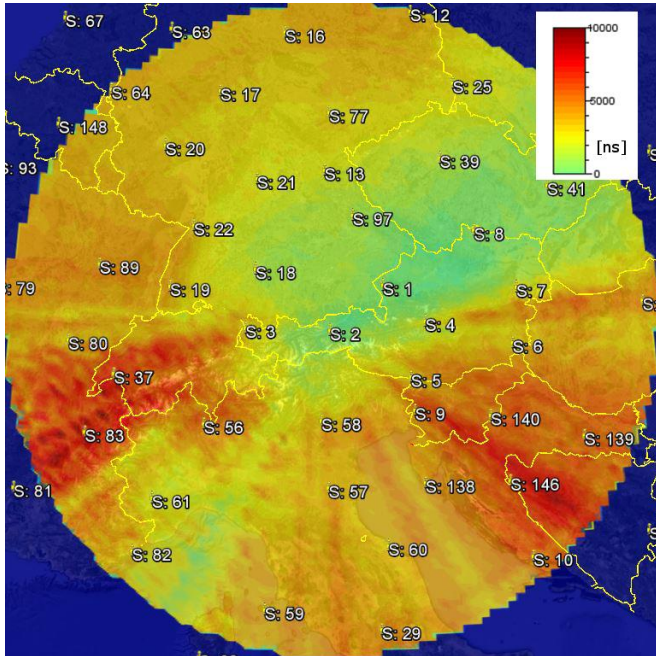 S: 67
S: 63
S: 16
S: 12
10000
5000
[ns]
0
S: 64
S: 17
S: 25
S: 77
S: 148
S: 20
S: 39
S: 93
S: 21
S: 13
S: 41
S: 22
S: 97
S: 8
S: 89
S: 18
S: 79
S: 19
S: 1
S: 7
S: 3
S: 2
S: 4
S: 80
S: 6
S: 37
S: 5
S: 83
S: 56
S: 58
S: 9
S: 140
S: 139
S: 81
S: 61
S: 57
S: 138
S: 146
S: 82
S: 60
S: 10
S: 59
S: 29